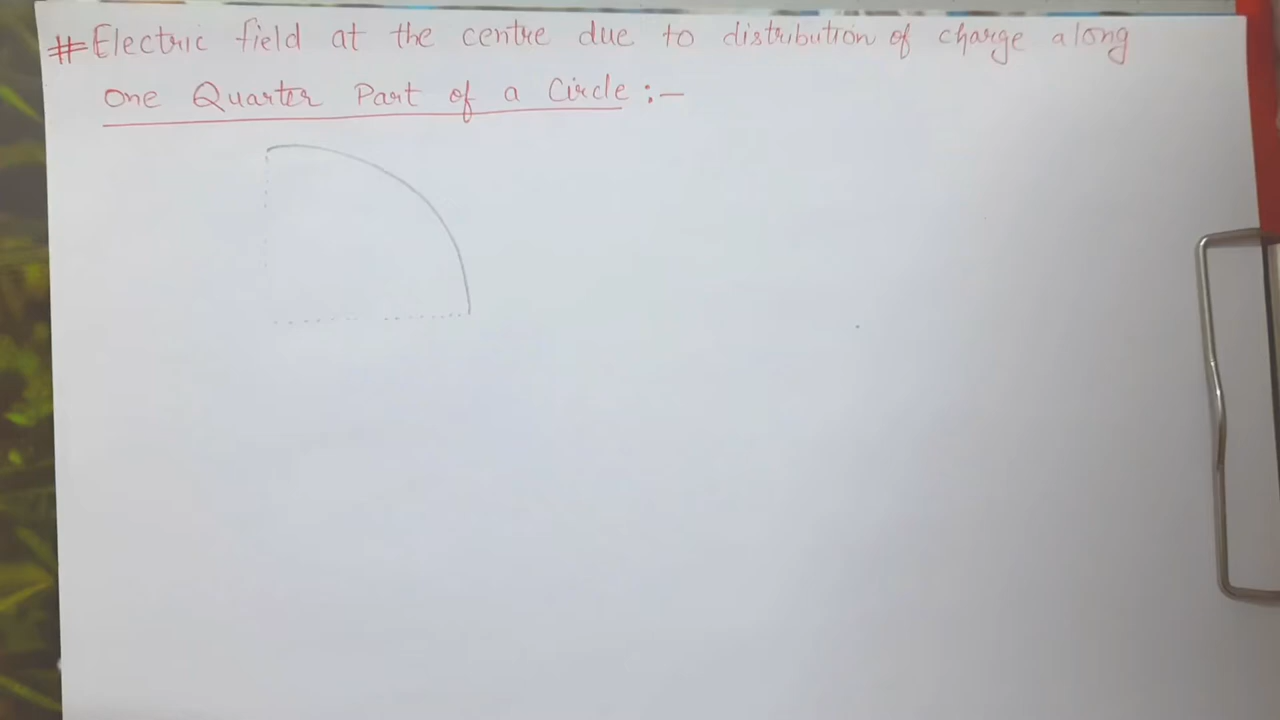 # Electric field at the centre due to distribution of charge along
One Quarter Part of a Circle :-